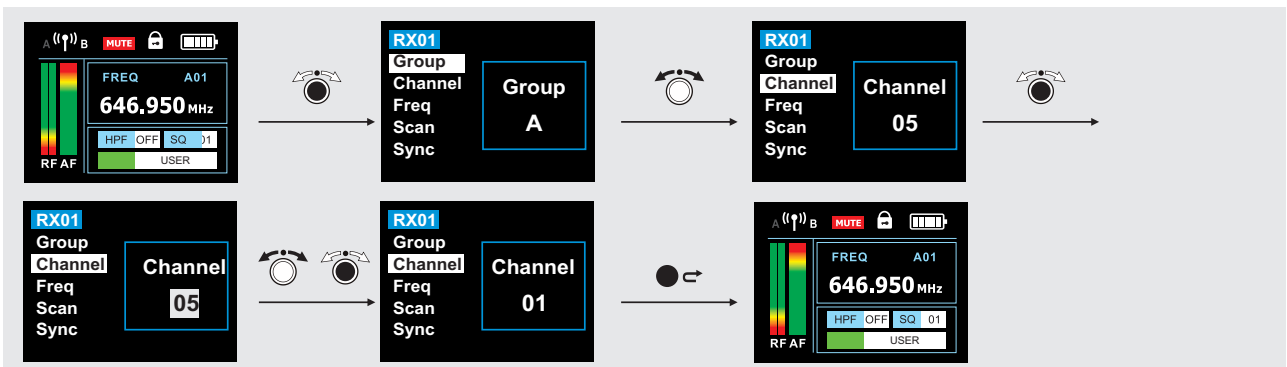 A B MUTE
FREQ A01
646.950 MHz
HPF OFF SQ 01
USER
RF AF
RX01
Group
Channel
Freq
Scan
Sync
Group
A
RX01
Group
Channel
Freq
Scan
Sync
Channel
05
RX01
Group
Channel
Freq
Scan
Sync
Channel
05
RX01
Group
Channel
Freq
Scan
Sync
Channel
01
A B MUTE
FREQ A01
646.950 MHz
HPF OFF SQ 01
USER
RF AF